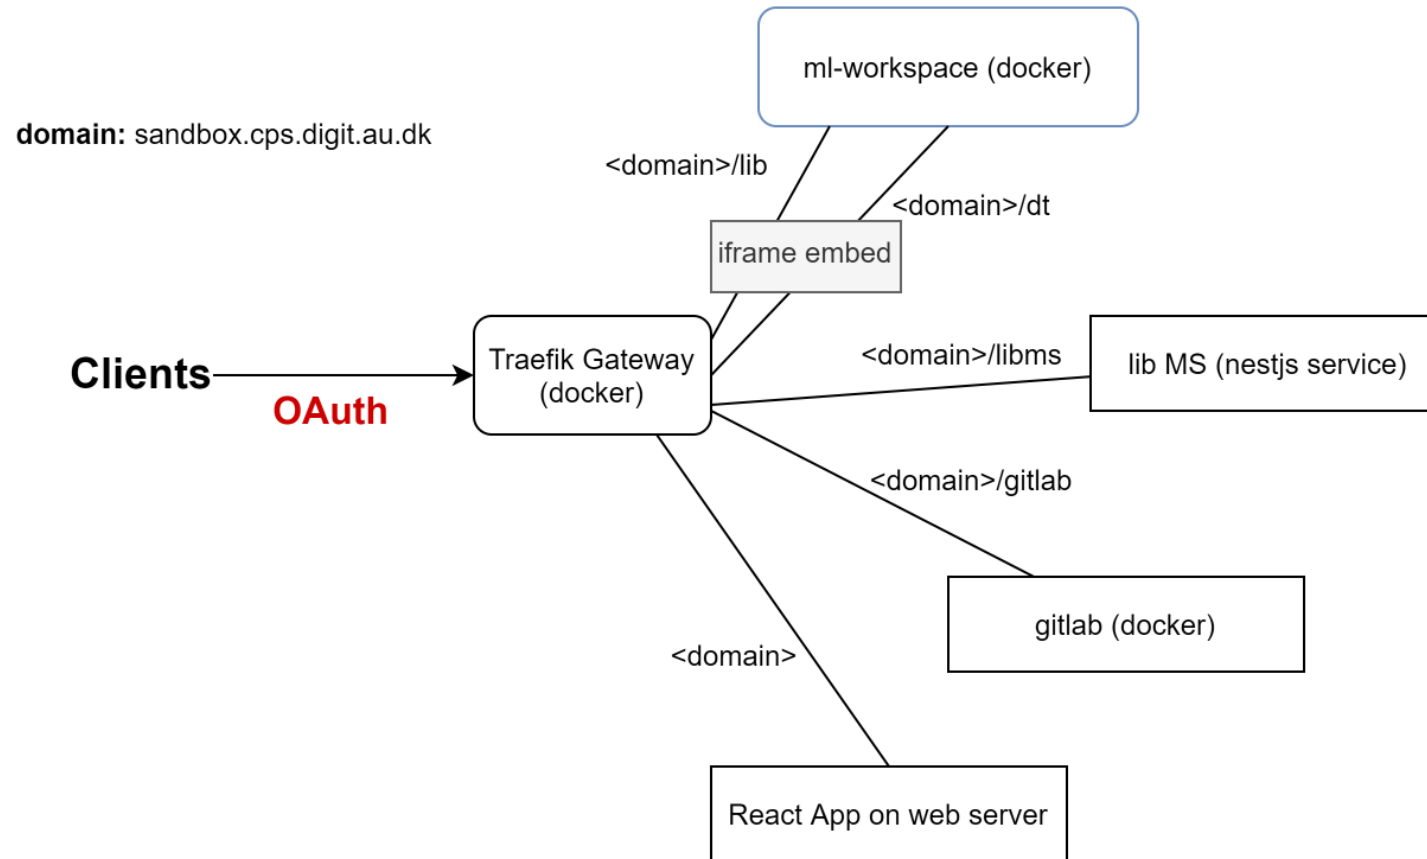 ml-workspace (docker)
domain: sandbox.cps.digit.au.dk
<domain>/lib
<domain>/dt
iframe embed
Clients
OAuth
Traefik Gateway
(docker)
<domain>/libms
lib MS (nestjs service)
<domain>/gitlab
gitlab (docker)
<domain>
React App on web server